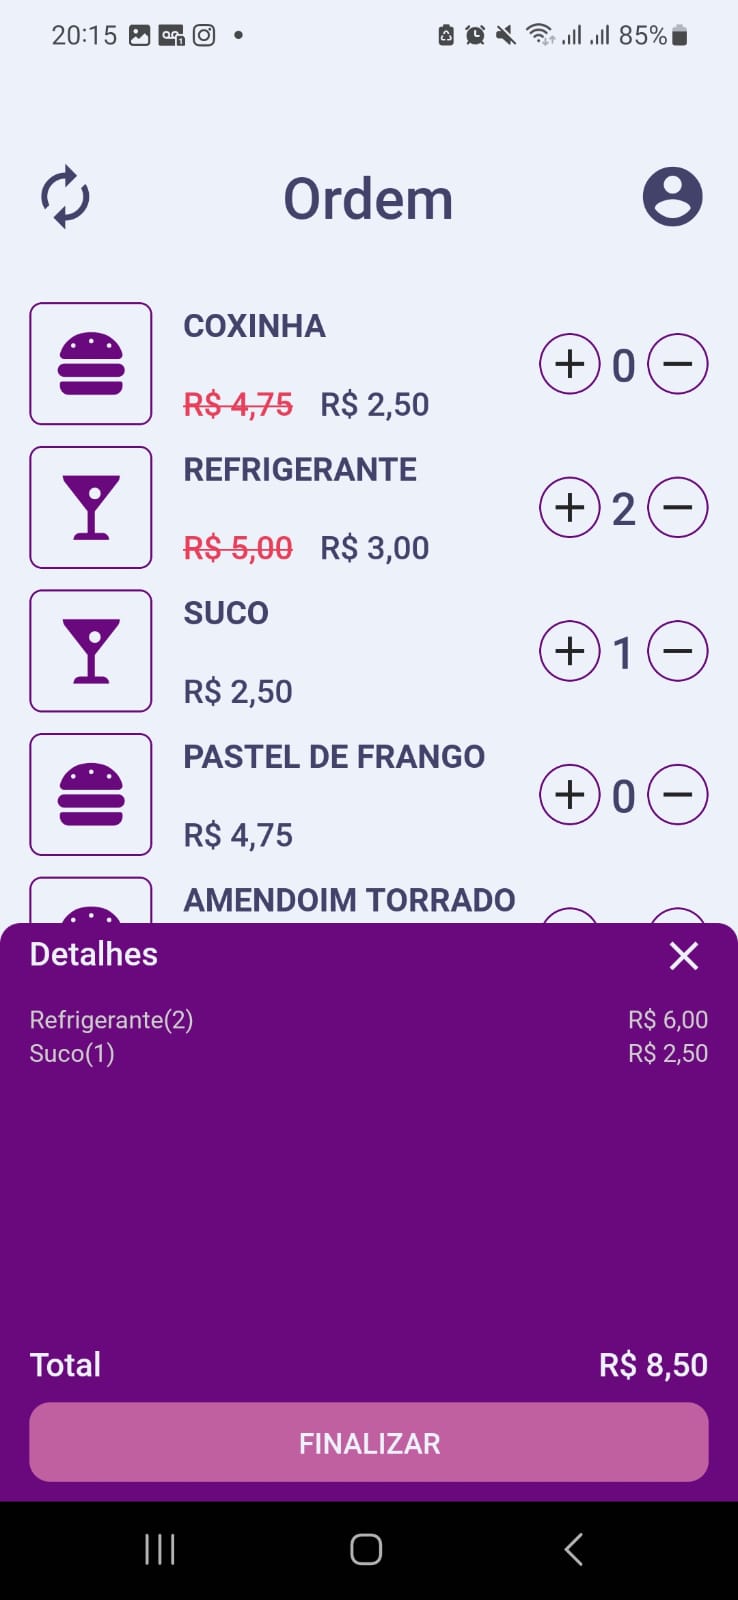 20:15 85%
Ordem
COXINHA
R$ 4,75 R$ 2,50
0
REFRIGERANTE
R$ 5,00 R$ 3,00
2
SUCO
R$ 2,50
1
PASTEL DE FRANGO
R$ 4,75
0
AMENDOIM TORRADO
Detalhes
Refrigerante(2) R$ 6,00
Suco(1) R$ 2,50
Total R$ 8,50
FINALIZAR